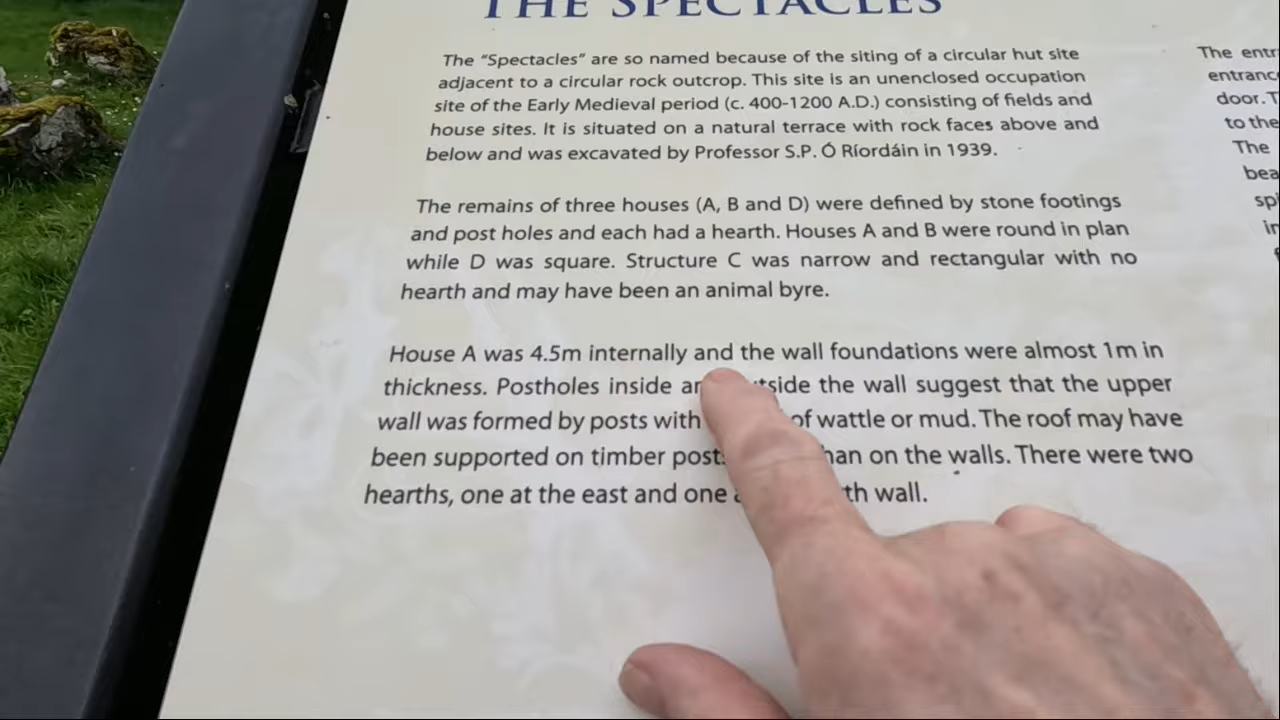 THE SPECTACLES
The “Spectacles” are so named because of the siting of a circular hut site
adjacent to a circular rock outcrop. This site is an unenclosed occupation
site of the Early Medieval period (c. 400-1200 A.D.) consisting of fields and
house sites. It is situated on a natural terrace with rock faces above and
below and was excavated by Professor S.P. Ó Ríordáin in 1939.
The remains of three houses (A, B and D) were defined by stone footings
and post holes and each had a hearth. Houses A and B were round in plan
while D was square. Structure C was narrow and rectangular with no
hearth and may have been an animal byre.
House A was 4.5m internally and the wall foundations were almost 1m in
thickness. Postholes inside the wall suggest that the upper
wall was formed by posts with of wattle or mud. The roof may have
been supported on timber on the walls. There were two
hearths, one at the east and one wall.
The
door.
to the
The